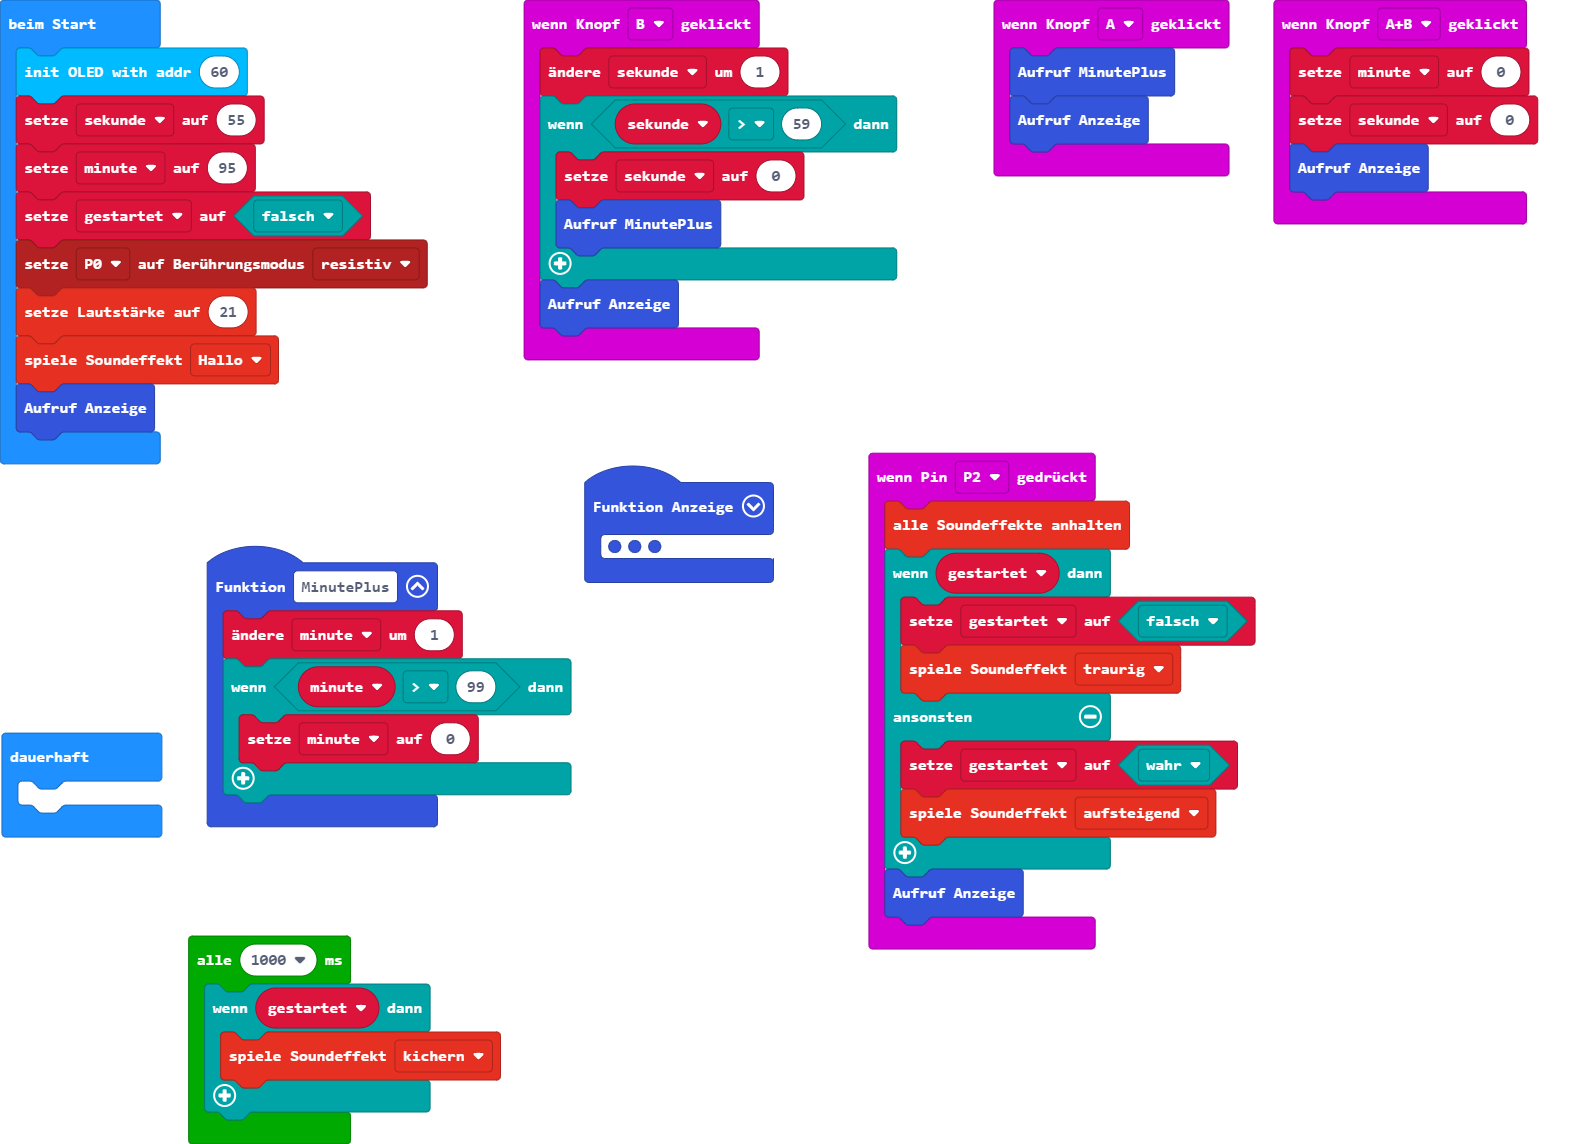 beim Start
init OLED with addr 60
setze sekunde auf 55
setze minute auf 95
setze gestartet auf falsch
setze P0 auf Berührungsmodus resistiv
setze Lautstärke auf 21
spiele Soundeffekt Hallo
Aufruf Anzeige
wenn Knopf B geklickt
ändere sekunde um 1
wenn sekunde > 59 dann
setze sekunde auf 0
Aufruf MinutePlus
Aufruf Anzeige
wenn Knopf A geklickt
Aufruf MinutePlus
Aufruf Anzeige
wenn Knopf A+B geklickt
setze minute auf 0
setze sekunde auf 0
Aufruf Anzeige
Funktion Anzeige
wenn Pin P2 gedrückt
alle Soundeffekte anhalten
wenn gestartet dann
setze gestartet auf falsch
spiele Soundeffekt traurig
ansonsten
setze gestartet auf wahr
spiele Soundeffekt aufsteigend
Aufruf Anzeige
Funktion MinutePlus
ändere minute um 1
wenn minute > 99 dann
setze minute auf 0
dauerhaft
alle 1000 ms
wenn gestartet dann
spiele Soundeffekt kichern